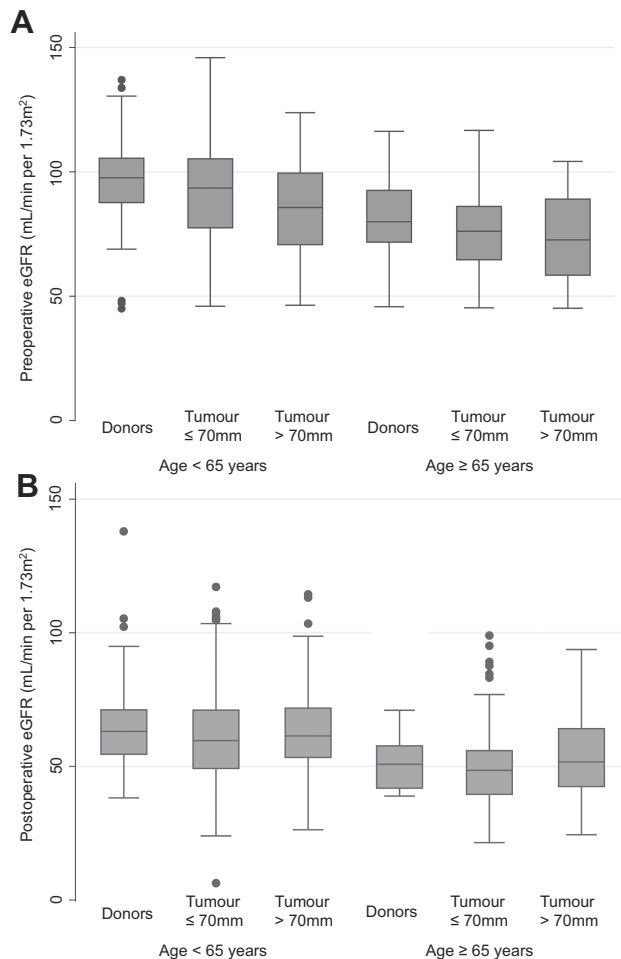 A
Preoperative eGFR (mL/min per 1.73m²)
150
100
50
0
Donors
Tumour
≤ 70mm
Tumour
> 70mm
Donors
Tumour
≤ 70mm
Tumour
> 70mm
Age < 65 years
Age ≥ 65 years
B
Postoperative eGFR (mL/min per 1.73m²)
150
100
50
0
Donors
Tumour
≤ 70mm
Tumour
> 70mm
Donors
Tumour
≤ 70mm
Tumour
> 70mm
Age < 65 years
Age ≥ 65 years